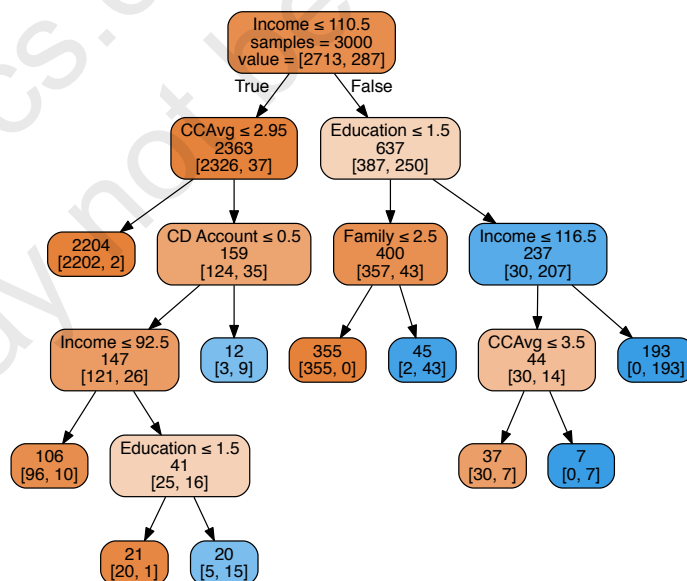 Income ≤ 110.5
samples = 3000
value = [2713, 287]
True
False
CCAvg ≤ 2.95
2363
[2326, 37]
Education ≤ 1.5
637
[387, 250]
2204
[2202, 2]
CD Account ≤ 0.5
159
[124, 35]
Family ≤ 2.5
400
[357, 43]
Income ≤ 116.5
237
[30, 207]
Income ≤ 92.5
147
[121, 26]
12
[3, 9]
355
[355, 0]
45
[2, 43]
CCAvg ≤ 3.5
44
[30, 14]
193
[0, 193]
106
[96, 10]
Education ≤ 1.5
41
[25, 16]
37
[30, 7]
7
[0, 7]
21
[20, 1]
20
[5, 15]